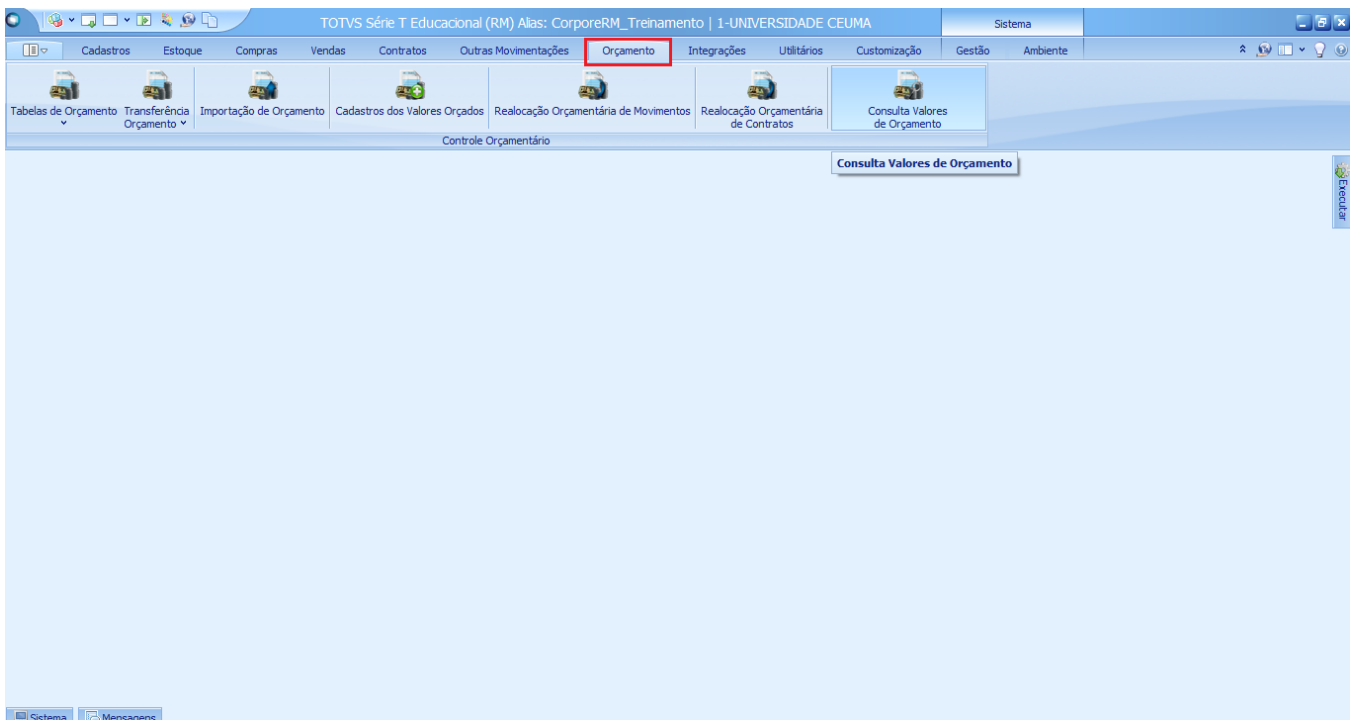 TOTVS Série T Educacional (RM) Alias: CorporeRM_Treinamento | 1-UNIVERSIDADE CEUMA
Sistema
Cadastros Estoque Compras Vendas Contratos Outras Movimentações Orçamento Integrações Utilitários Customização Gestão Ambiente
Tabelas de Orçamento
Transferência
Orçamento
Importação de Orçamento
Cadastros dos Valores Orçados
Realocação Orçamentária de Movimentos
Realocação Orçamentária
de Contratos
Consulta Valores
de Orçamento
Controle Orçamentário
Consulta Valores de Orçamento
Executar
Sistema Mensagens